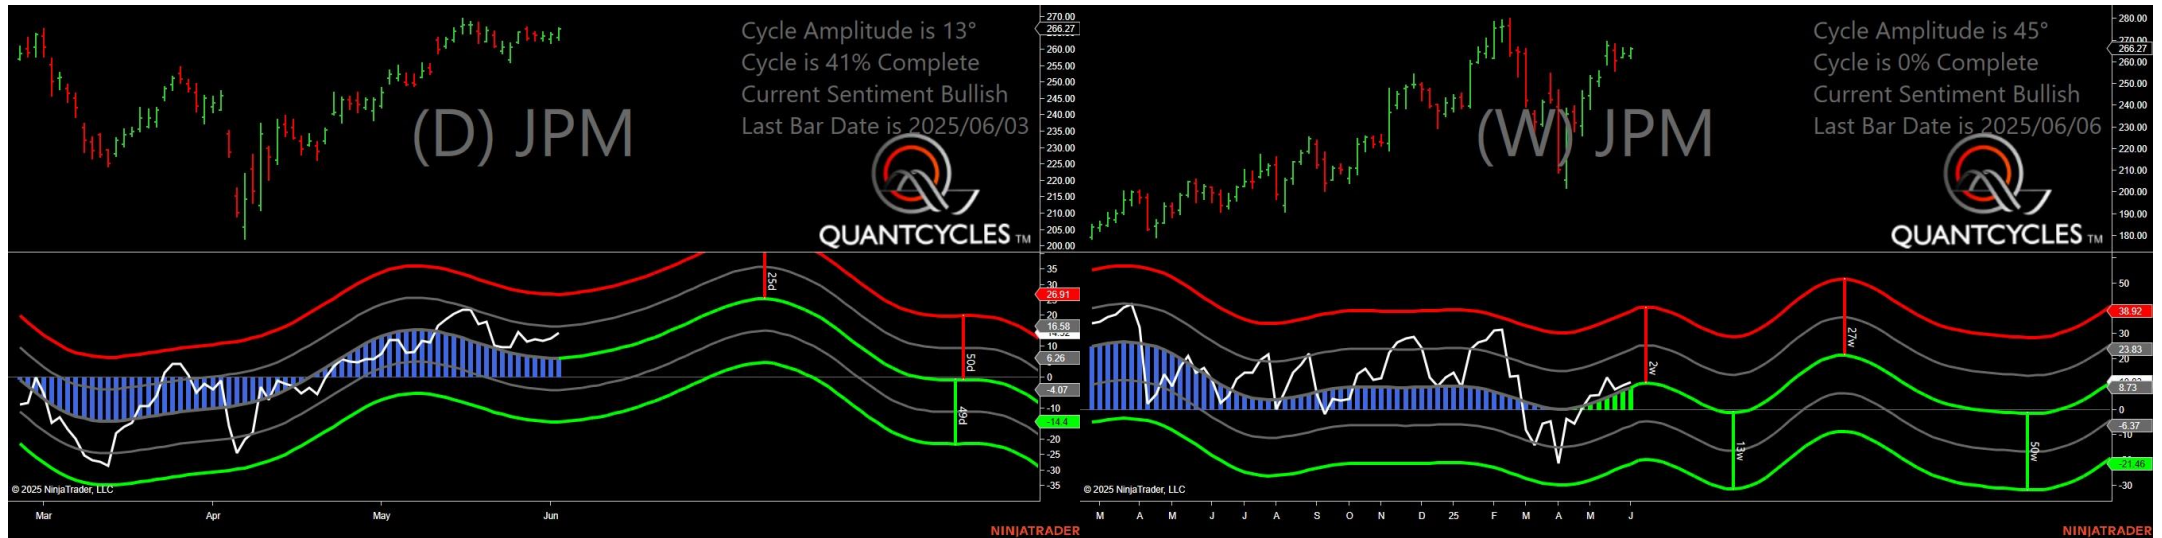 Cycle Amplitude is 13°
Cycle is 41% Complete
Current Sentiment Bullish
Last Bar Date is 2025/06/03
(D) JPM
QUANTCYCLES TM
270.00
266.27
260.00
255.00
250.00
245.00
240.00
235.00
230.00
225.00
220.00
215.00
210.00
205.00
200.00
25d
50d
49d
35
30
26.91
20
16.58
10
6.26
0
-4.07
-10
-14.4
-20
-25
-30
-35
© 2025 NinjaTrader, LLC
Mar Apr May Jun
NINJATRADER
Cycle Amplitude is 45°
Cycle is 0% Complete
Current Sentiment Bullish
Last Bar Date is 2025/06/06
(W) JPM
QUANTCYCLES TM
280.00
270.00
266.27
260.00
250.00
240.00
230.00
220.00
210.00
200.00
190.00
180.00
2w
27w
13w
50w
50
38.92
30
23.83
20
8.73
0
-6.37
-10
-21.46
-30
© 2025 NinjaTrader, LLC
M A M J J A S O N D 25 F M A M J
NINJATRADER